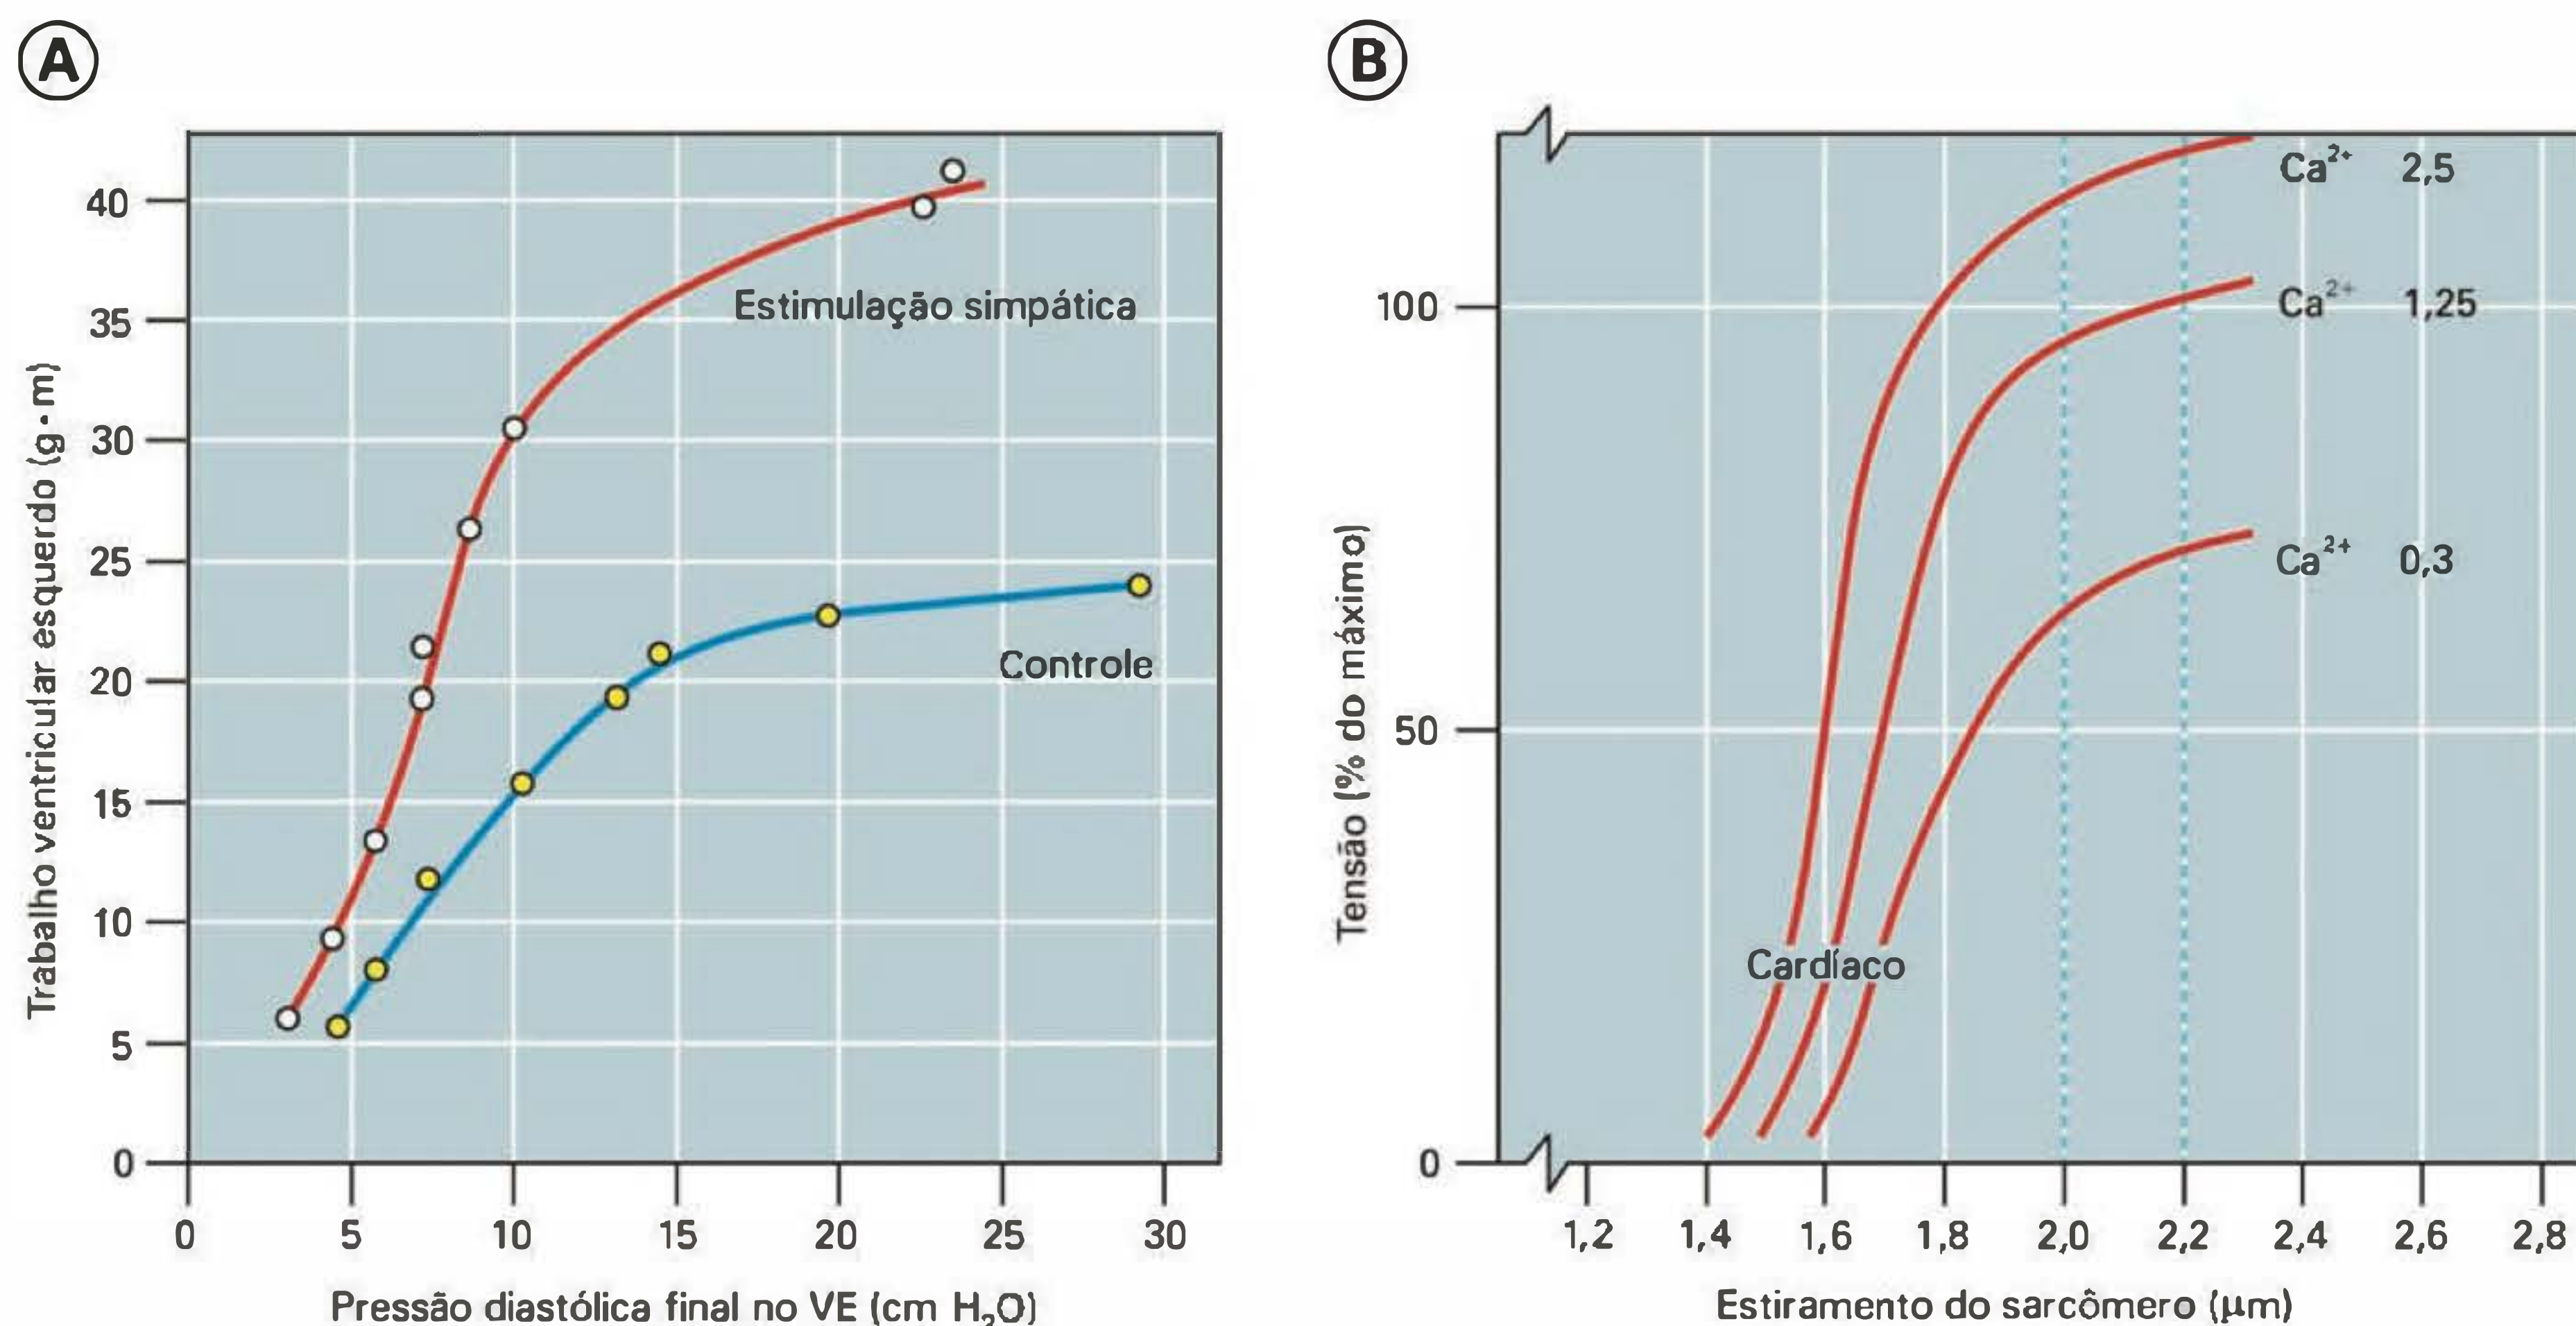 A
Trabalho ventricular esquerdo (g · m)
40
35
30
25
20
15
10
5
0
Estimulação simpática
Controle
0 5 10 15 20 25 30
Pressão diastólica final no VE (cm H₂O)
B
Tensão (% do máximo)
100
50
0
Ca²⁺ 2,5
Ca²⁺ 1,25
Ca²⁺ 0,3
Cardíaco
1,2 1,4 1,6 1,8 2,0 2,2 2,4 2,6 2,8
Estiramento do sarcômero (μm)